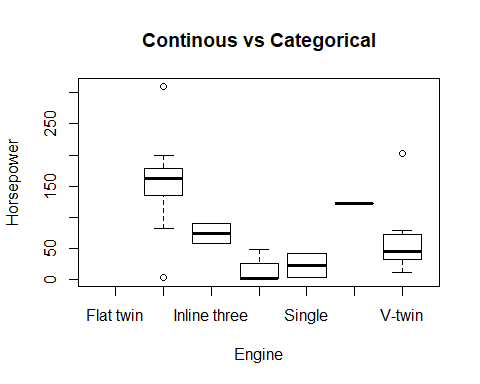 Continous vs Categorical
Horsepower
250
150
50
0
Flat twin Inline three Single V-twin
Engine